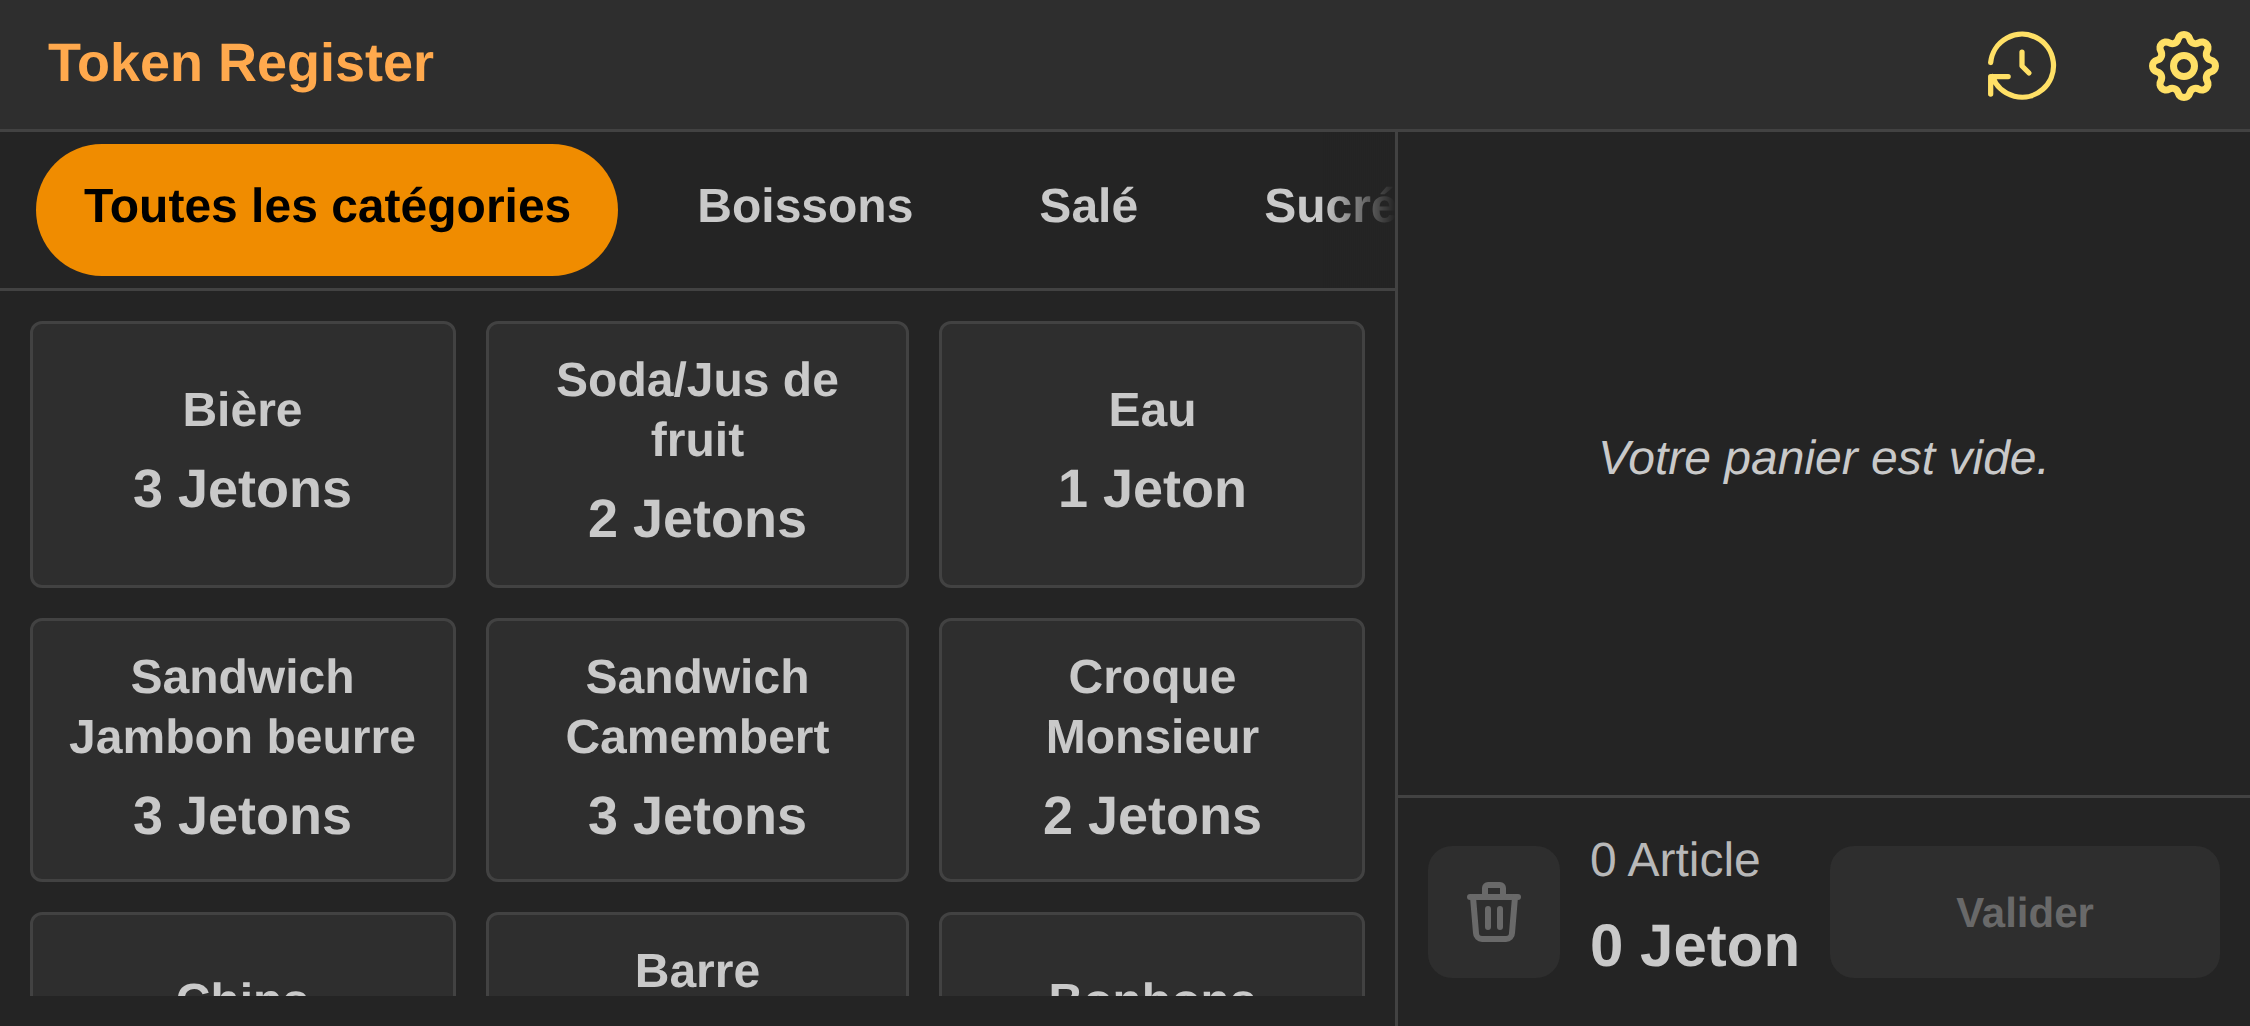 Token Register
Toutes les catégories
Boissons
Salé
Sucré
Bière
3 Jetons
Soda/Jus de
fruit
2 Jetons
Eau
1 Jeton
Sandwich
Jambon beurre
3 Jetons
Sandwich
Camembert
3 Jetons
Croque
Monsieur
2 Jetons
Barre
Votre panier est vide.
0 Article
0 Jeton
Valider